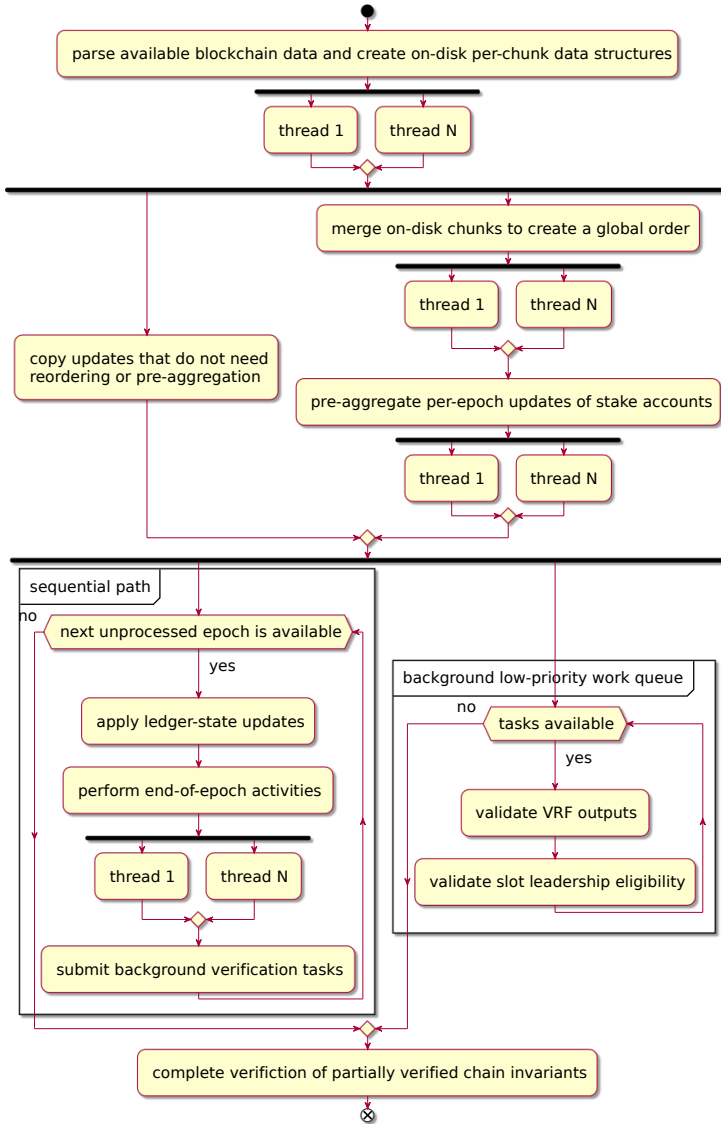 parse available blockchain data and create on-disk per-chunk data structures
thread 1
thread N
merge on-disk chunks to create a global order
thread 1
thread N
copy updates that do not need
reordering or pre-aggregation
pre-aggregate per-epoch updates of stake accounts
thread 1
thread N
sequential path
no
next unprocessed epoch is available
yes
apply ledger-state updates
perform end-of-epoch activities
thread 1
thread N
submit background verification tasks
background low-priority work queue
no
tasks available
yes
validate VRF outputs
validate slot leadership eligibility
complete verifiction of partially verified chain invariants